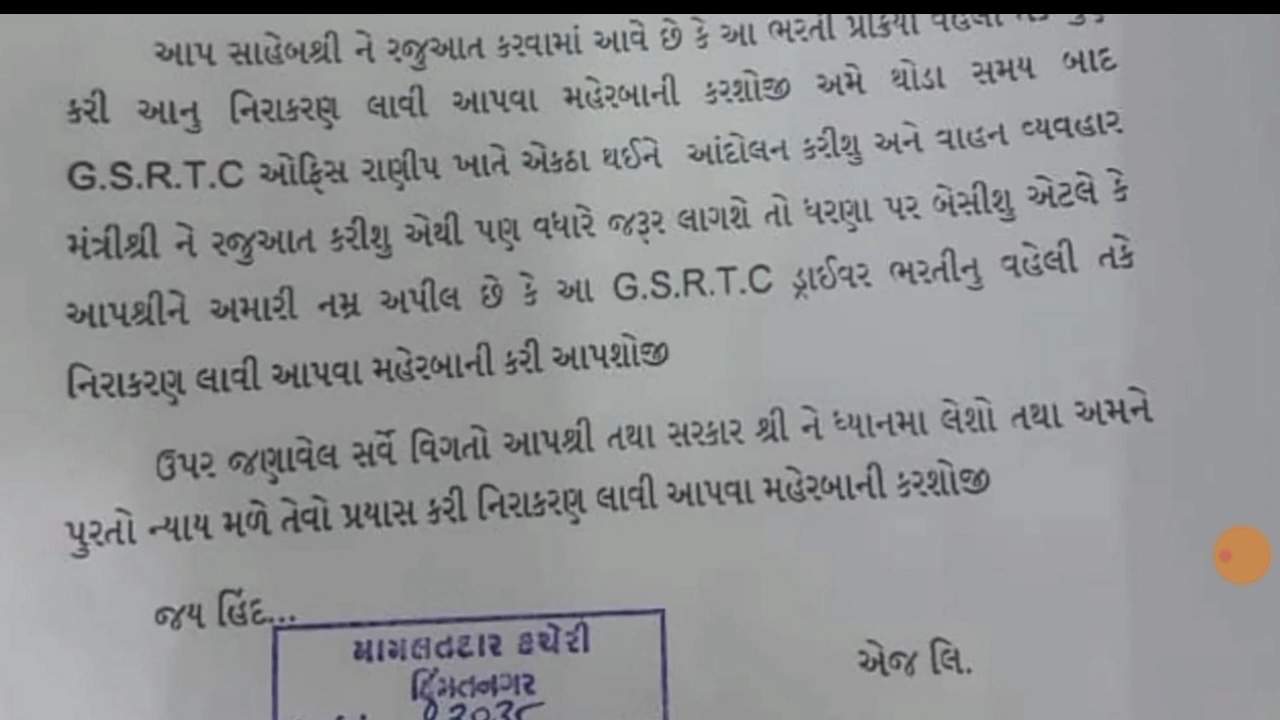 આપ સાહેબશ્રી ને રજુઆત કરવામાં આવે છે કે આ ભરતી પ્રક્રિયા વહેલી તકે
કરી આનુ નિરાકરણ લાવી આપવા મહેરબાની કરશોજી અમે થોડા સમય બાદ
G.S.R.T.C ઓફિસ રાણીપ ખાતે એકઠા થઈને આંદોલન કરીશુ અને વાહન વ્યવહાર
મંત્રીશ્રી ને રજુઆત કરીશુ એથી પણ વધારે જરૂર લાગશે તો ધરણા પર બેસીશુ એટલે કે
આપશ્રીને અમારી નમ્ર અપીલ છે કે આ G.S.R.T.C ડ્રાઈવર ભરતીનુ વહેલી તકે
નિરાકરણ લાવી આપવા મહેરબાની કરી આપશોજી
ઉપર જણાવેલ સર્વે વિગતો આપશ્રી તથા સરકાર શ્રી ને ધ્યાનમા લેશો તથા અમને
પુરતો ન્યાય મળે તેવો પ્રયાસ કરી નિરાકરણ લાવી આપવા મહેરબાની કરશોજી
જય હિંદ...
મામલતદાર કચેરી
હિંમતનગર
એજ લિ.